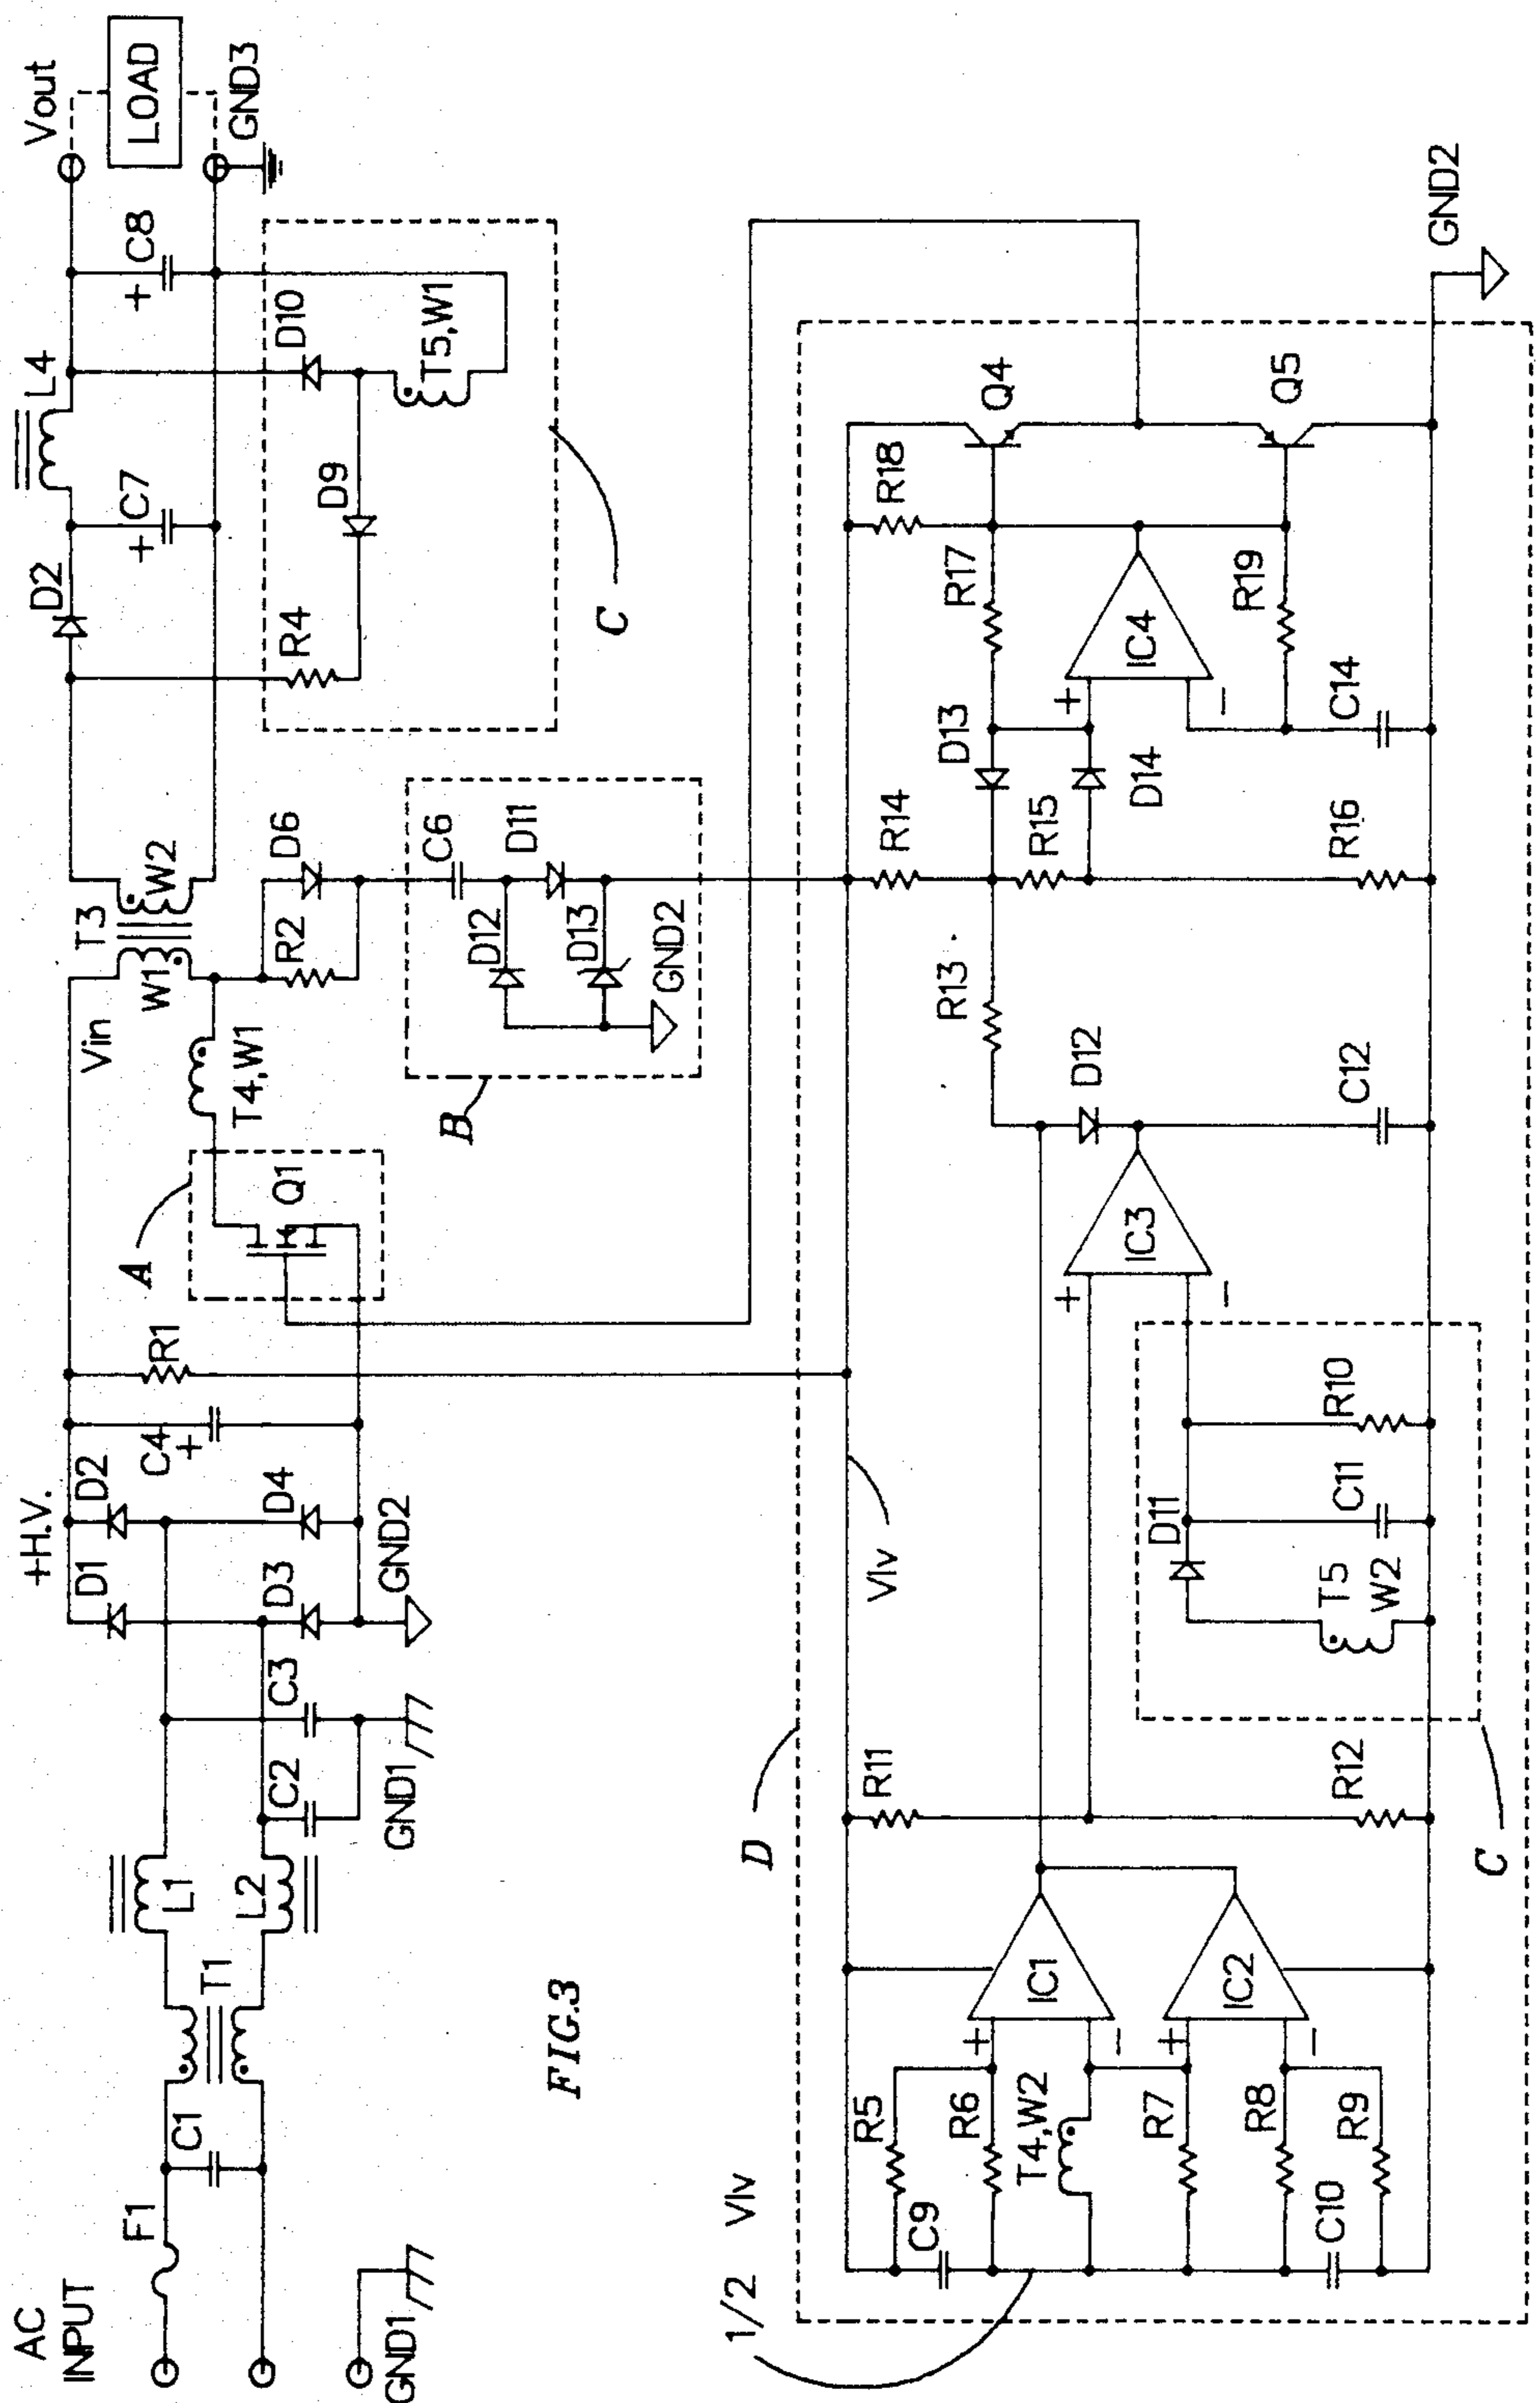 AC
INPUT
F1
C1
T1
L1
L2
C2
C3
GND1
GND1
+H.V.
D1
D2
D3
D4
GND2
C4
+
R1
A
Q1
T4,W1
Vin
W1
T3
W2
R2
D6
B
C6
D12
D11
D13
GND2
D2
C7
+
L4
C8
+
Vout
LOAD
GND3
R4
D9
D10
T5,W1
C
FIG.3
1/2 Vlv
D
Vlv
R5
C9
R6
T4,W2
R7
R8
C10
R9
+
IC1
−
+
IC2
−
R11
R12
D11
T5
W2
C11
R10
C
+
IC3
−
D12
C12
R13
R14
R15
R16
D13
D14
R17
R18
+
IC4
−
R19
C14
Q4
Q5
GND2